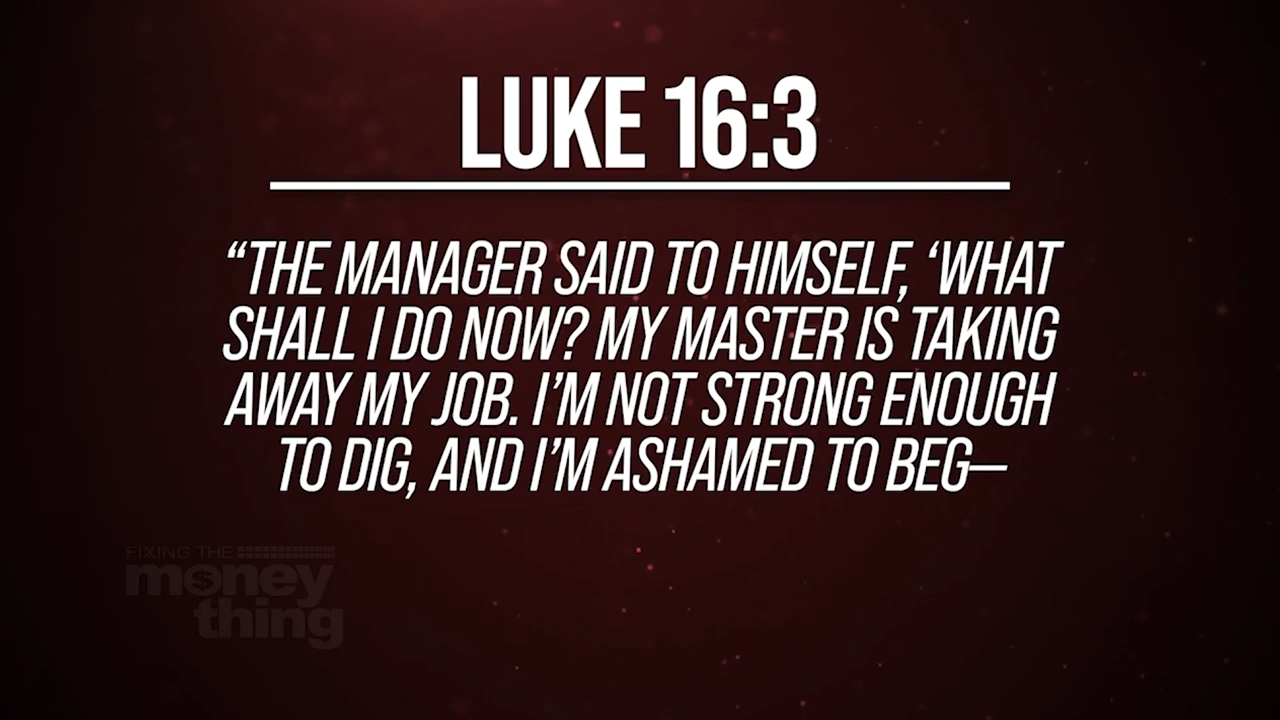 LUKE 16:3
“THE MANAGER SAID TO HIMSELF, ‘WHAT
SHALL I DO NOW? MY MASTER IS TAKING
AWAY MY JOB. I’M NOT STRONG ENOUGH
TO DIG, AND I’M ASHAMED TO BEG—
FIXING THE
money
thing